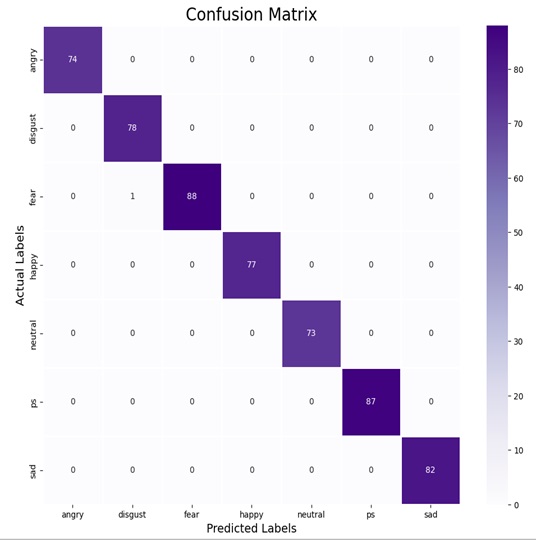 Confusion Matrix
angry 74 0 0 0 0 0 0
disgust 0 78 0 0 0 0 0
fear 0 1 88 0 0 0 0
happy 0 0 0 77 0 0 0
neutral 0 0 0 0 73 0 0
ps 0 0 0 0 0 87 0
sad 0 0 0 0 0 0 82
angry disgust fear happy neutral ps sad
Predicted Labels
Actual Labels
80
70
60
50
40
30
20
10
0